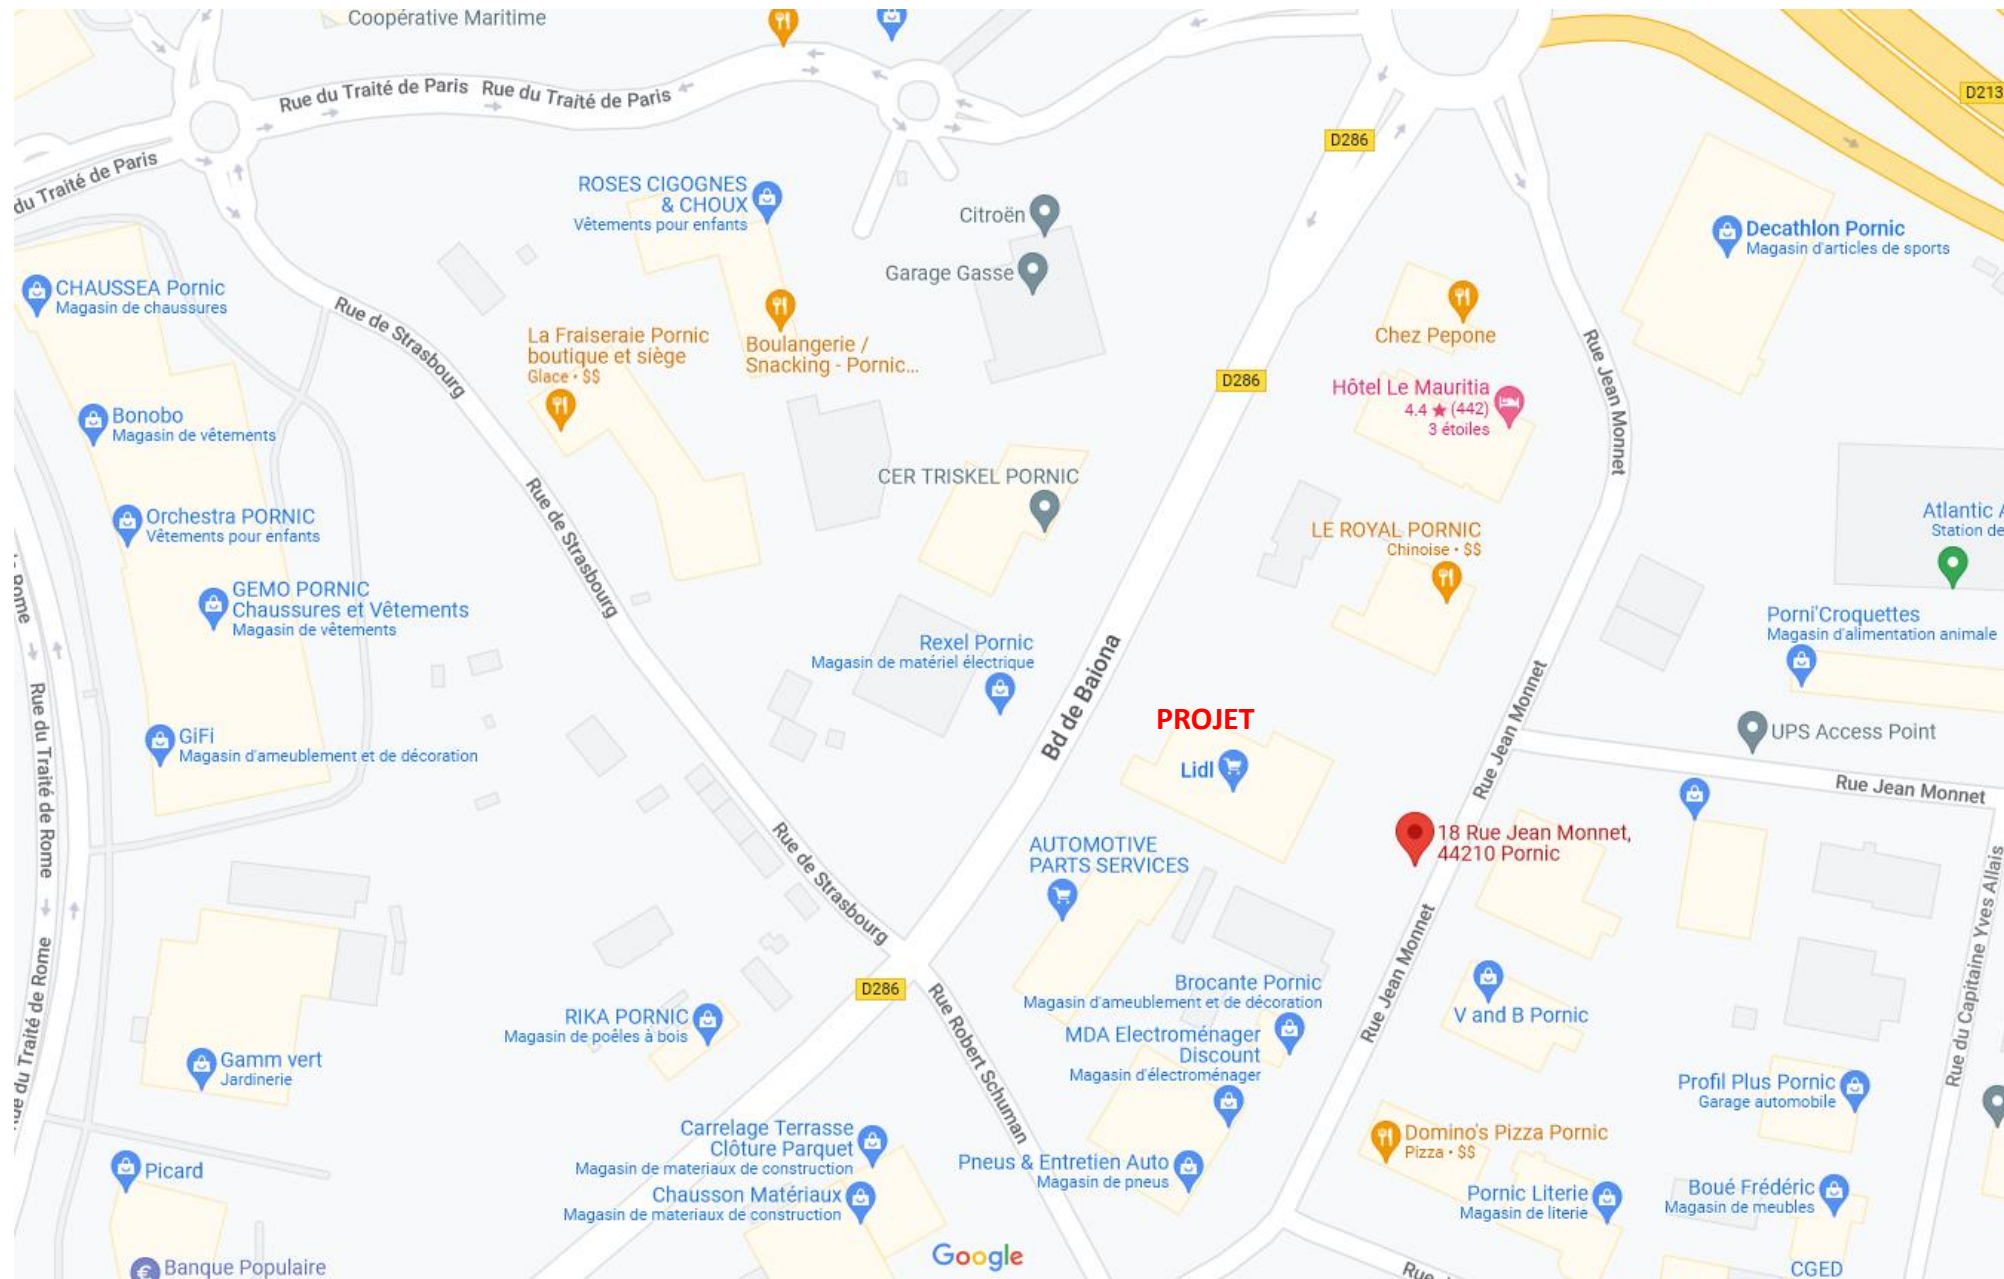 Coopérative Maritime
Rue du Traité de Paris
Rue du Traité de Paris
D213
D286
du Traité de Paris
ROSES CIGOGNES
& CHOUX
Vêtements pour enfants
Citroën
Garage Gasse
Decathlon Pornic
Magasin d'articles de sports
CHAUSSEA Pornic
Magasin de chaussures
Rue de Strasbourg
La Fraiseraie Pornic
boutique et siège
Glace • $$
Boulangerie /
Snacking - Pornic...
Chez Pepone
Rue Jean Monnet
D286
Hôtel Le Mauritia
4.4 ★ (442)
3 étoiles
Bonobo
Magasin de vêtements
CER TRISKEL PORNIC
Orchestra PORNIC
Vêtements pour enfants
Rue de Strasbourg
LE ROYAL PORNIC
Chinoise • $$
Atlantic A
Station de
GEMO PORNIC
Chaussures et Vêtements
Magasin de vêtements
Rome
Rexel Pornic
Magasin de matériel électrique
Bd de Baiona
Porni'Croquettes
Magasin d'alimentation animale
Rue du Traité de Rome
PROJET
Rue Jean Monnet
UPS Access Point
GiFi
Magasin d'ameublement et de décoration
Lidl
Rue Jean Monnet
18 Rue Jean Monnet,
44210 Pornic
AUTOMOTIVE
PARTS SERVICES
Rue de Strasbourg
Rue du Traité de Rome
Rue Jean Monnet
Rue du Capitaine Yves Allais
D286
Brocante Pornic
Magasin d'ameublement et de décoration
RIKA PORNIC
Magasin de poêles à bois
V and B Pornic
MDA Electroménager
Discount
Magasin d'électroménager
Rue Robert Schuman
Gamm vert
Jardinerie
Profil Plus Pornic
Garage automobile
Carrelage Terrasse
Clôture Parquet
Magasin de materiaux de construction
Domino's Pizza Pornic
Pizza • $$
Picard
Pneus & Entretien Auto
Magasin de pneus
Chausson Matériaux
Magasin de materiaux de construction
Pornic Literie
Magasin de literie
Boué Frédéric
Magasin de meubles
Banque Populaire
Google
Rue
CGED